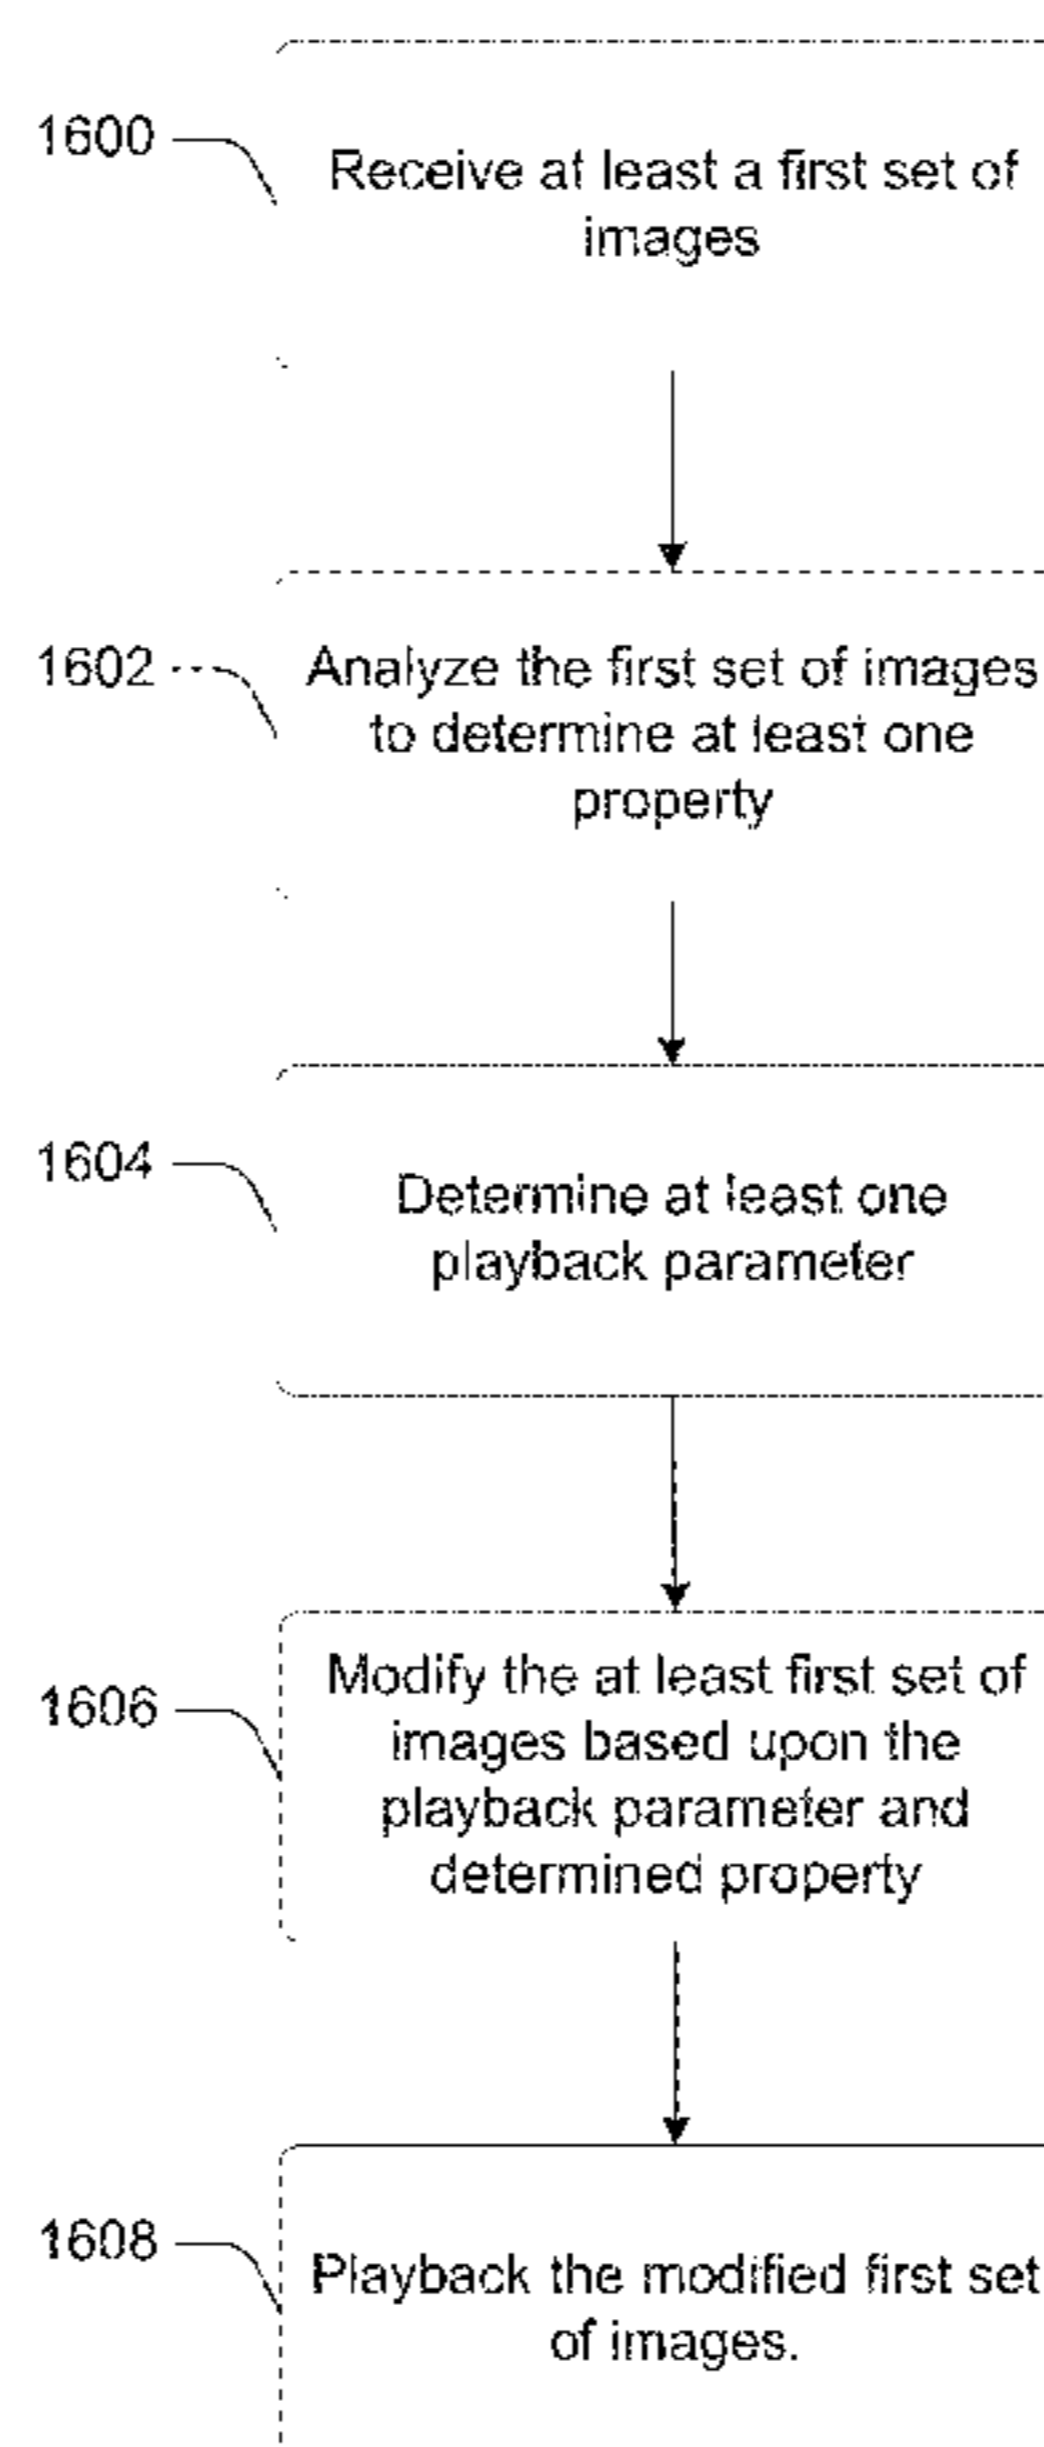 1600
Receive at least a first set of
images
1602
Analyze the first set of images
to determine at least one
property
1604
Determine at least one
playback parameter
1606
Modify the at least first set of
images based upon the
playback parameter and
determined property
1608
Playback the modified first set
of images.